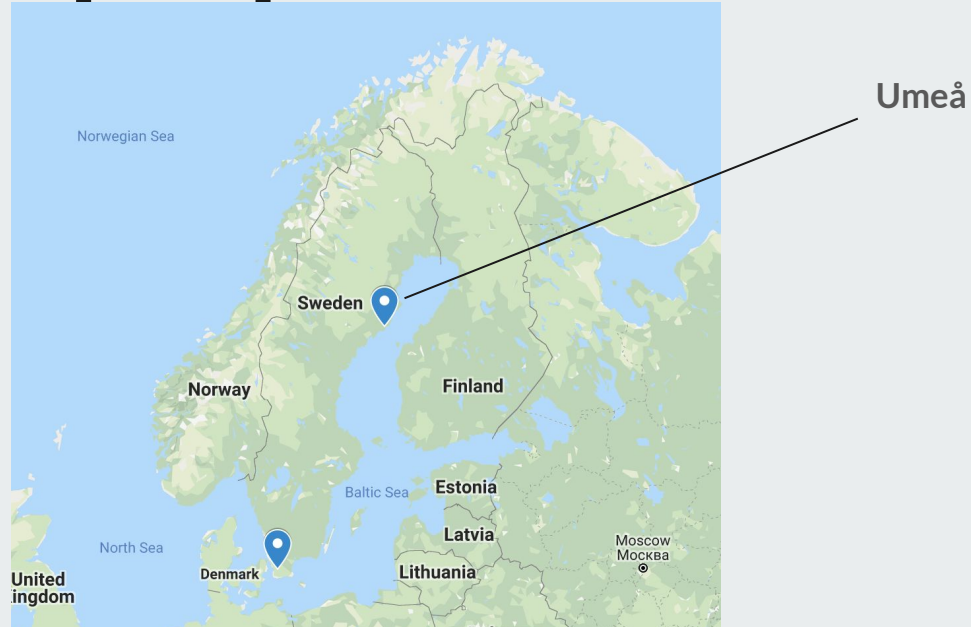 Umeå
Norwegian Sea
Sweden
Norway
Finland
Baltic Sea
Estonia
Latvia
North Sea
Moscow
Москва
Denmark
Lithuania
United
ingdom